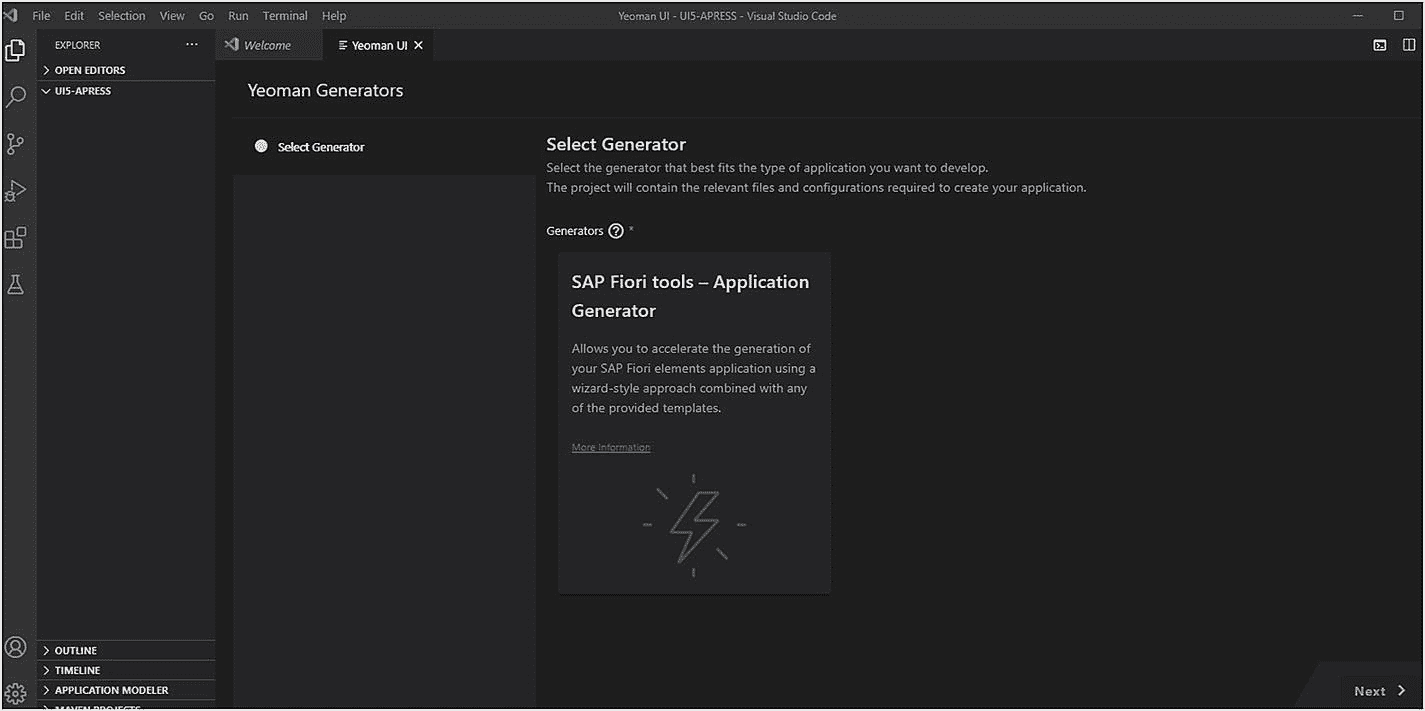 File Edit Selection View Go Run Terminal Help
Yeoman UI - UI5-APRESS - Visual Studio Code
EXPLORER
OPEN EDITORS
UI5-APRESS
OUTLINE
TIMELINE
APPLICATION MODELER
MAVEN PROJECTS
Welcome
Yeoman UI
Yeoman Generators
Select Generator
Select Generator
Select the generator that best fits the type of application you want to develop.
The project will contain the relevant files and configurations required to create your application.
Generators ? *
SAP Fiori tools – Application
Generator
Allows you to accelerate the generation of
your SAP Fiori elements application using a
wizard-style approach combined with any
of the provided templates.
More Information
Next